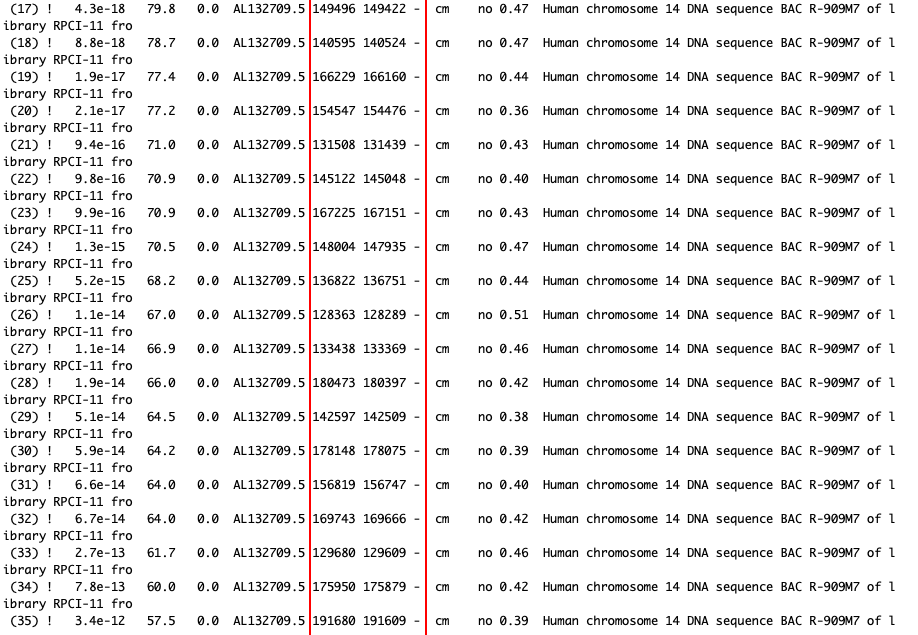 (17) ! 4.3e-18 79.8 0.0 AL132709.5 149496 149422 - cm no 0.47 Human chromosome 14 DNA sequence BAC R-909M7 of l
ibrary RPCI-11 fro
(18) ! 8.8e-18 78.7 0.0 AL132709.5 140595 140524 - cm no 0.47 Human chromosome 14 DNA sequence BAC R-909M7 of l
ibrary RPCI-11 fro
(19) ! 1.9e-17 77.4 0.0 AL132709.5 166229 166160 - cm no 0.44 Human chromosome 14 DNA sequence BAC R-909M7 of l
ibrary RPCI-11 fro
(20) ! 2.1e-17 77.2 0.0 AL132709.5 154547 154476 - cm no 0.36 Human chromosome 14 DNA sequence BAC R-909M7 of l
ibrary RPCI-11 fro
(21) ! 9.4e-16 71.0 0.0 AL132709.5 131508 131439 - cm no 0.43 Human chromosome 14 DNA sequence BAC R-909M7 of l
ibrary RPCI-11 fro
(22) ! 9.8e-16 70.9 0.0 AL132709.5 145122 145048 - cm no 0.40 Human chromosome 14 DNA sequence BAC R-909M7 of l
ibrary RPCI-11 fro
(23) ! 9.9e-16 70.9 0.0 AL132709.5 167225 167151 - cm no 0.43 Human chromosome 14 DNA sequence BAC R-909M7 of l
ibrary RPCI-11 fro
(24) ! 1.3e-15 70.5 0.0 AL132709.5 148004 147935 - cm no 0.47 Human chromosome 14 DNA sequence BAC R-909M7 of l
ibrary RPCI-11 fro
(25) ! 5.2e-15 68.2 0.0 AL132709.5 136822 136751 - cm no 0.44 Human chromosome 14 DNA sequence BAC R-909M7 of l
ibrary RPCI-11 fro
(26) ! 1.1e-14 67.0 0.0 AL132709.5 128363 128289 - cm no 0.51 Human chromosome 14 DNA sequence BAC R-909M7 of l
ibrary RPCI-11 fro
(27) ! 1.1e-14 66.9 0.0 AL132709.5 133438 133369 - cm no 0.46 Human chromosome 14 DNA sequence BAC R-909M7 of l
ibrary RPCI-11 fro
(28) ! 1.9e-14 66.0 0.0 AL132709.5 180473 180397 - cm no 0.42 Human chromosome 14 DNA sequence BAC R-909M7 of l
ibrary RPCI-11 fro
(29) ! 5.1e-14 64.5 0.0 AL132709.5 142597 142509 - cm no 0.38 Human chromosome 14 DNA sequence BAC R-909M7 of l
ibrary RPCI-11 fro
(30) ! 5.9e-14 64.2 0.0 AL132709.5 178148 178075 - cm no 0.39 Human chromosome 14 DNA sequence BAC R-909M7 of l
ibrary RPCI-11 fro
(31) ! 6.6e-14 64.0 0.0 AL132709.5 156819 156747 - cm no 0.40 Human chromosome 14 DNA sequence BAC R-909M7 of l
ibrary RPCI-11 fro
(32) ! 6.7e-14 64.0 0.0 AL132709.5 169743 169666 - cm no 0.42 Human chromosome 14 DNA sequence BAC R-909M7 of l
ibrary RPCI-11 fro
(33) ! 2.7e-13 61.7 0.0 AL132709.5 129680 129609 - cm no 0.46 Human chromosome 14 DNA sequence BAC R-909M7 of l
ibrary RPCI-11 fro
(34) ! 7.8e-13 60.0 0.0 AL132709.5 175950 175879 - cm no 0.42 Human chromosome 14 DNA sequence BAC R-909M7 of l
ibrary RPCI-11 fro
(35) ! 3.4e-12 57.5 0.0 AL132709.5 191680 191609 - cm no 0.39 Human chromosome 14 DNA sequence BAC R-909M7 of l